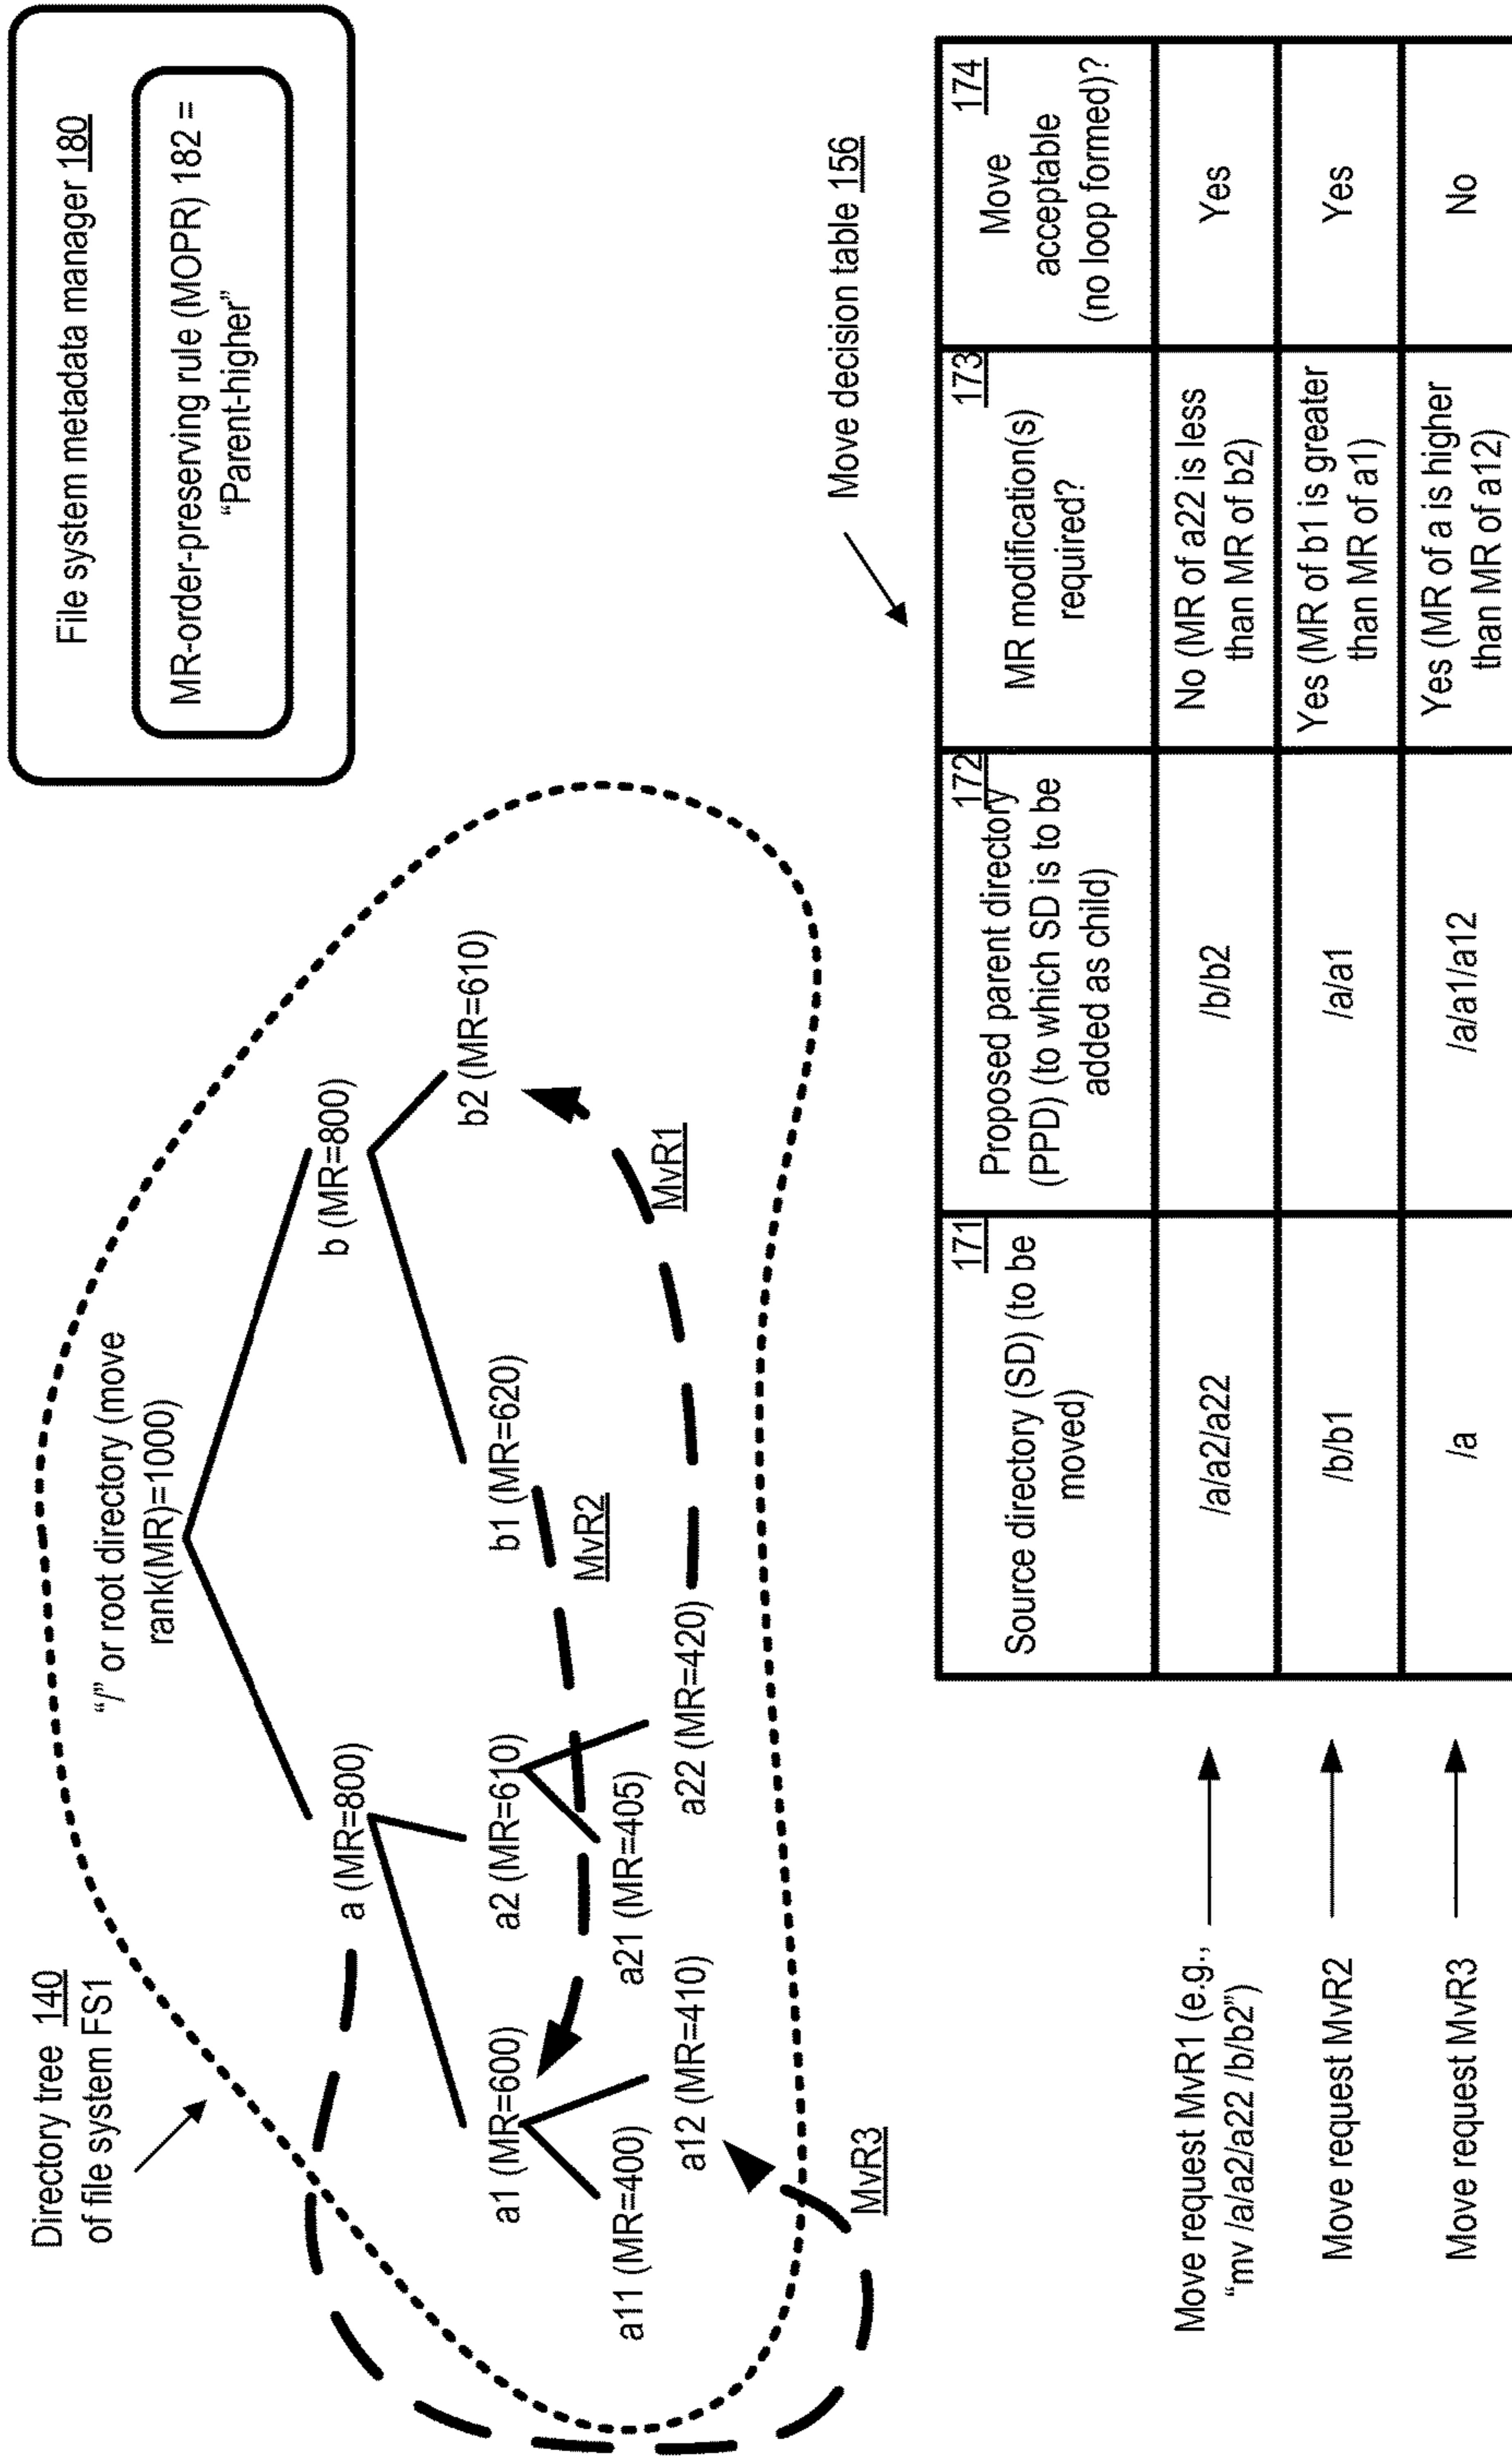 Directory tree 140
of file system FS1
"/" or root directory (move
rank(MR)=1000)
File system metadata manager 180
MR-order-preserving rule (MOPR) 182 =
"Parent-higher"
a (MR=800)
b (MR=800)
a1 (MR=600)
a2 (MR=610)
b1 (MR=620)
b2 (MR=610)
MvR2
a11 (MR=400)
a21 (MR=405)
a12 (MR=410)
a22 (MR=420)
MvR1
MvR3
Move decision table 156
171
Source directory (SD) (to be
moved)
172
Proposed parent directory
(PPD) (to which SD is to be
added as child)
173
MR modification(s)
required?
174
Move
acceptable
(no loop formed)?
Move request MvR1 (e.g.,
"mv /a/a2/a22 /b/b2")
/a/a2/a22
/b/b2
No (MR of a22 is less
than MR of b2)
Yes
Move request MvR2
/b/b1
/a/a1
Yes (MR of b1 is greater
than MR of a1)
Yes
Move request MvR3
/a
/a/a1/a12
Yes (MR of a is higher
than MR of a12)
No